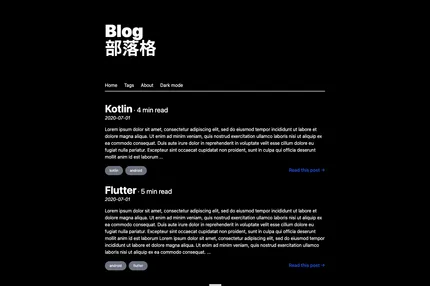 Blog
部落格
Home Tags About Dark mode
Kotlin · 4 min read
2020-07-01
Lorem ipsum dolor sit amet, consectetur adipiscing elit, sed do eiusmod tempor incididunt ut labore et
dolore magna aliqua. Ut enim ad minim veniam, quis nostrud exercitation ullamco laboris nisi ut aliquip ex
ea commodo consequat. Duis aute irure dolor in reprehenderit in voluptate velit esse cillum dolore eu
fugiat nulla pariatur. Excepteur sint occaecat cupidatat non proident, sunt in culpa qui officia deserunt
mollit anim id est laborum ...
kotlin android Read this post →
Flutter · 5 min read
2020-07-01
Lorem ipsum dolor sit amet, consectetur adipiscing elit, sed do eiusmod tempor incididunt ut labore et
dolore magna aliqua. Ut enim ad minim veniam, quis nostrud exercitation ullamco laboris nisi ut aliquip
ex ea commodo Lorem ipsum dolor sit amet, consectetur adipiscing elit, sed do eiusmod tempor
incididunt ut labore et dolore magna aliqua. Ut enim ad minim veniam, quis nostrud exercitation ullamco
laboris nisi ut aliquip ex ea commodo consequat. ...
android flutter Read this post →